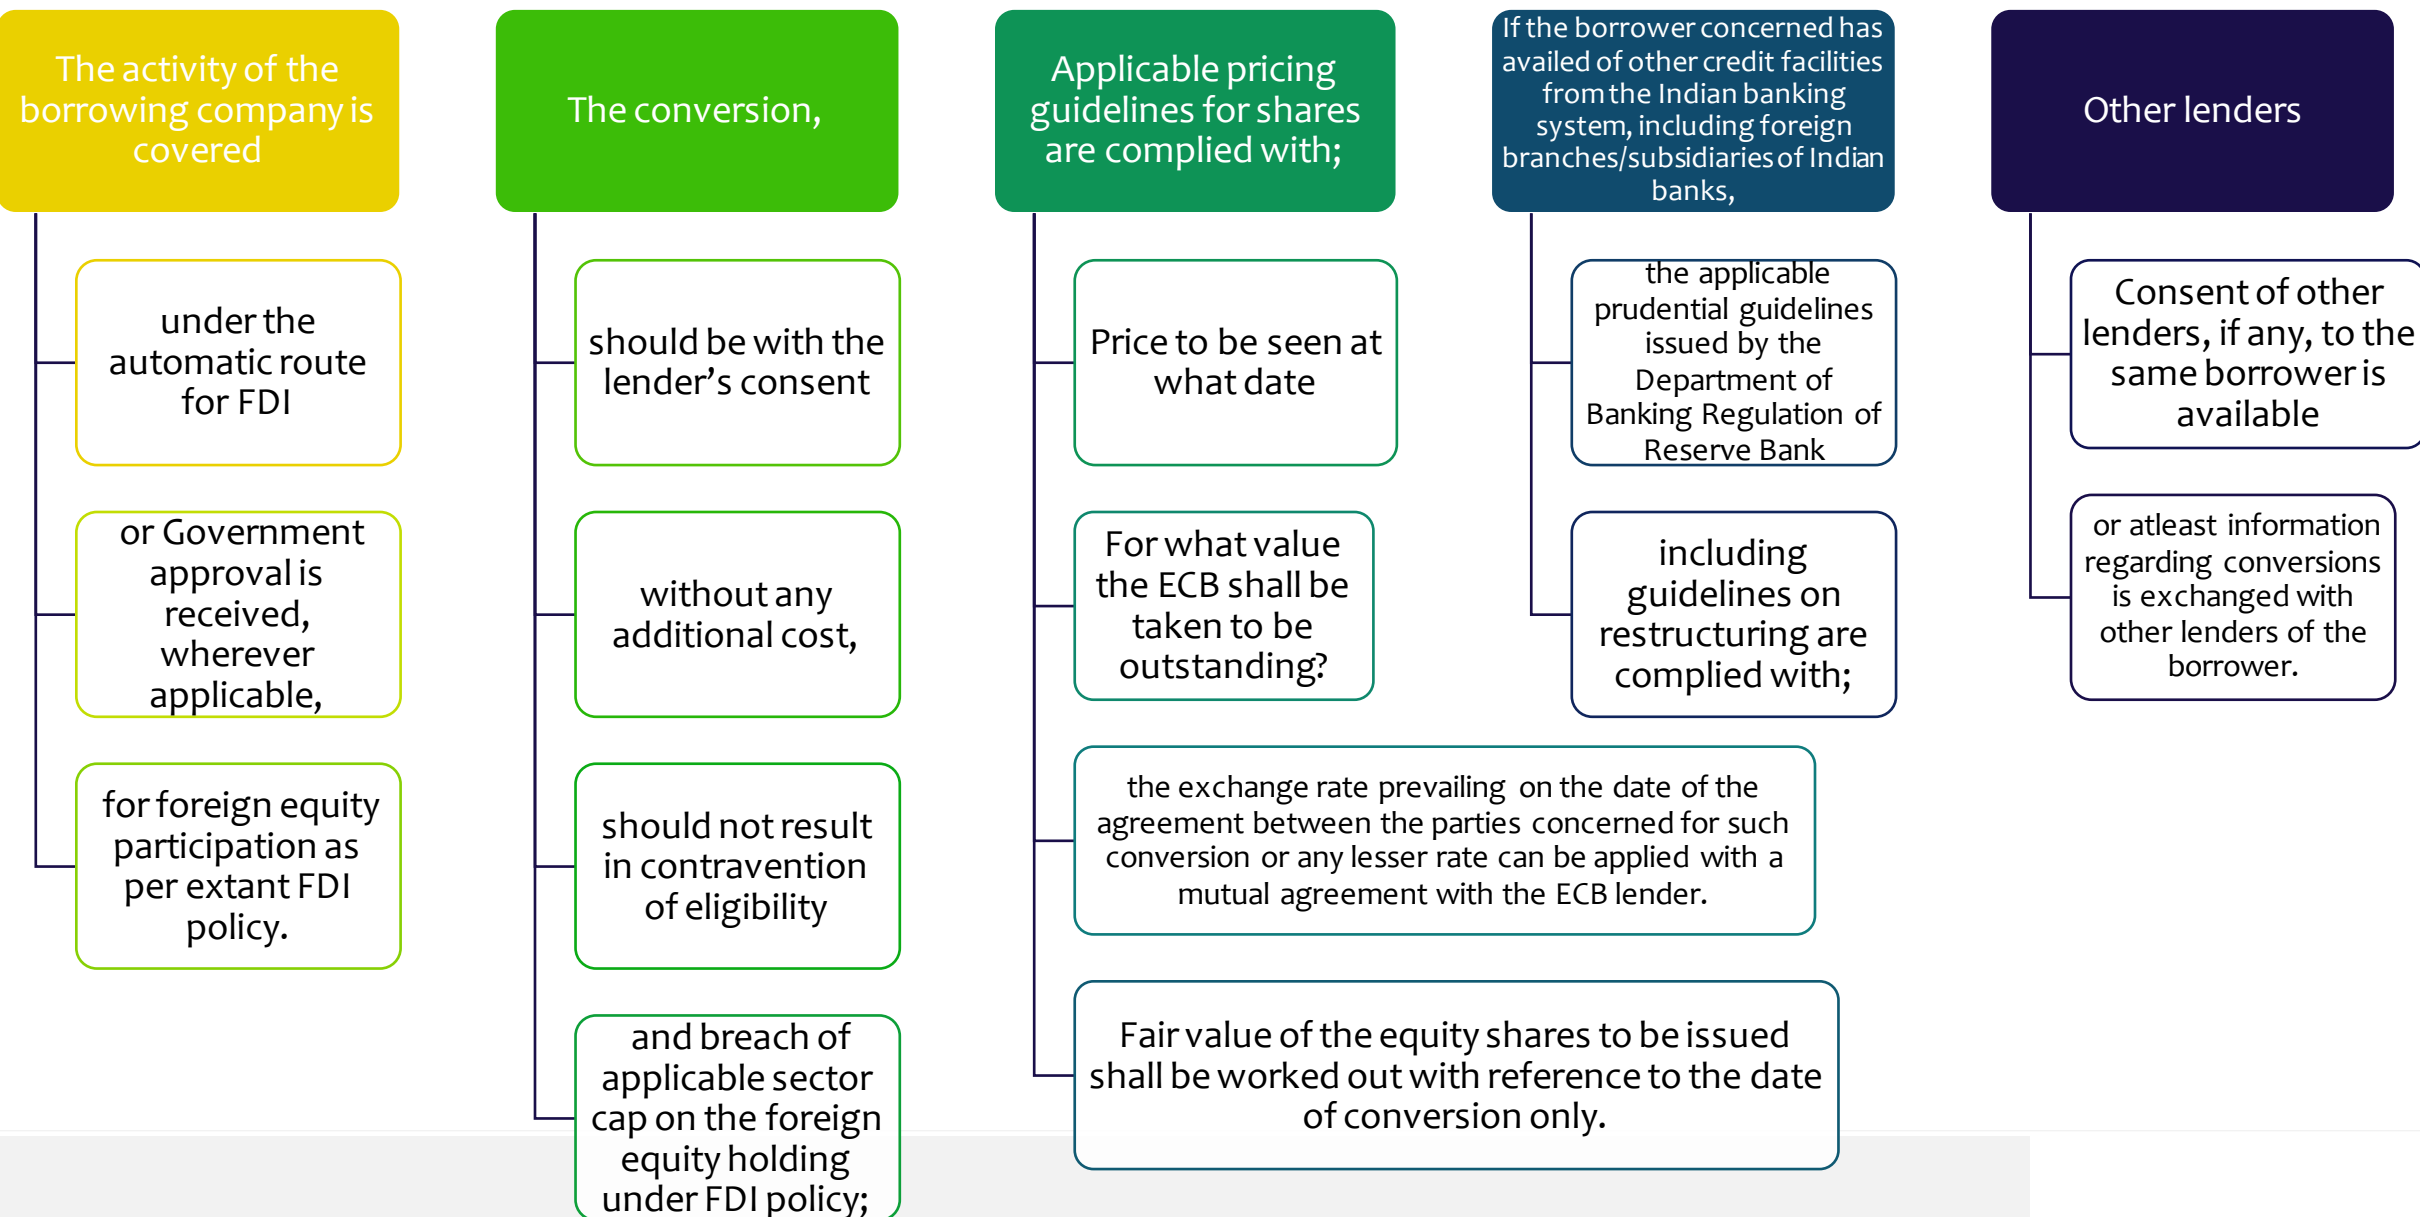 The activity of the
borrowing company is
covered
under the
automatic route
for FDI
or Government
approval is
received,
wherever
applicable,
for foreign equity
participation as
per extant FDI
policy.
The conversion,
should be with the
lender’s consent
without any
additional cost,
should not result
in contravention
of eligibility
and breach of
applicable sector
cap on the foreign
equity holding
under FDI policy;
Applicable pricing
guidelines for shares
are complied with;
Price to be seen at
what date
For what value
the ECB shall be
taken to be
outstanding?
the exchange rate prevailing on the date of the
agreement between the parties concerned for such
conversion or any lesser rate can be applied with a
mutual agreement with the ECB lender.
Fair value of the equity shares to be issued
shall be worked out with reference to the date
of conversion only.
If the borrower concerned has
availed of other credit facilities
from the Indian banking
system, including foreign
branches/subsidiaries of Indian
banks,
the applicable
prudential guidelines
issued by the
Department of
Banking Regulation of
Reserve Bank
including
guidelines on
restructuring are
complied with;
Other lenders
Consent of other
lenders, if any, to the
same borrower is
available
or atleast information
regarding conversions
is exchanged with
other lenders of the
borrower.